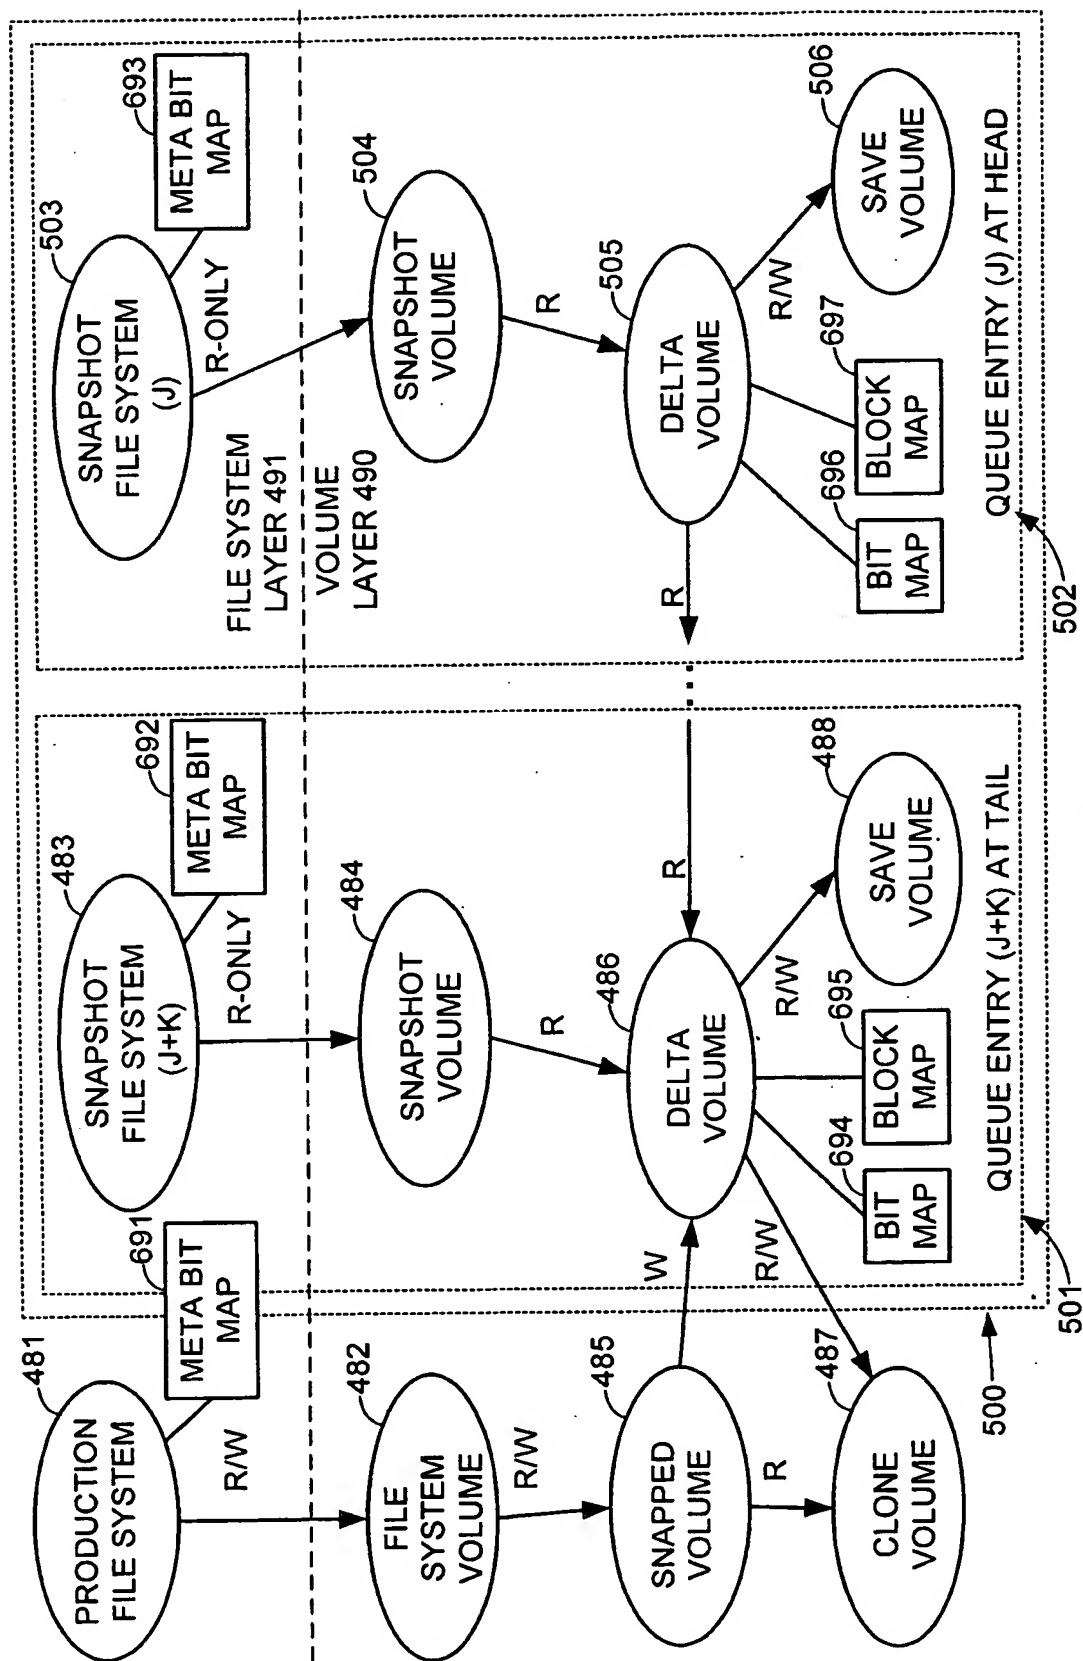 PRODUCTION
FILE SYSTEM
481
META BIT
MAP
691
R/W
SNAPSHOT
FILE SYSTEM
(J+K)
483
META BIT
MAP
692
R-ONLY
SNAPSHOT
FILE SYSTEM
(J)
503
META BIT
MAP
693
R-ONLY
FILE SYSTEM
LAYER 491
VOLUME
LAYER 490
FILE
SYSTEM
VOLUME
482
R/W
SNAPSHOT
VOLUME
484
R
SNAPSHOT
VOLUME
504
R
SNAPPED
VOLUME
485
W
R
DELTA
VOLUME
486
R
R/W
R/W
DELTA
VOLUME
505
R
R/W
CLONE
VOLUME
487
BIT
MAP
694
BLOCK
MAP
695
SAVE
VOLUME
488
BIT
MAP
696
BLOCK
MAP
697
SAVE
VOLUME
506
QUEUE ENTRY (J+K) AT TAIL
QUEUE ENTRY (J) AT HEAD
500
501
502